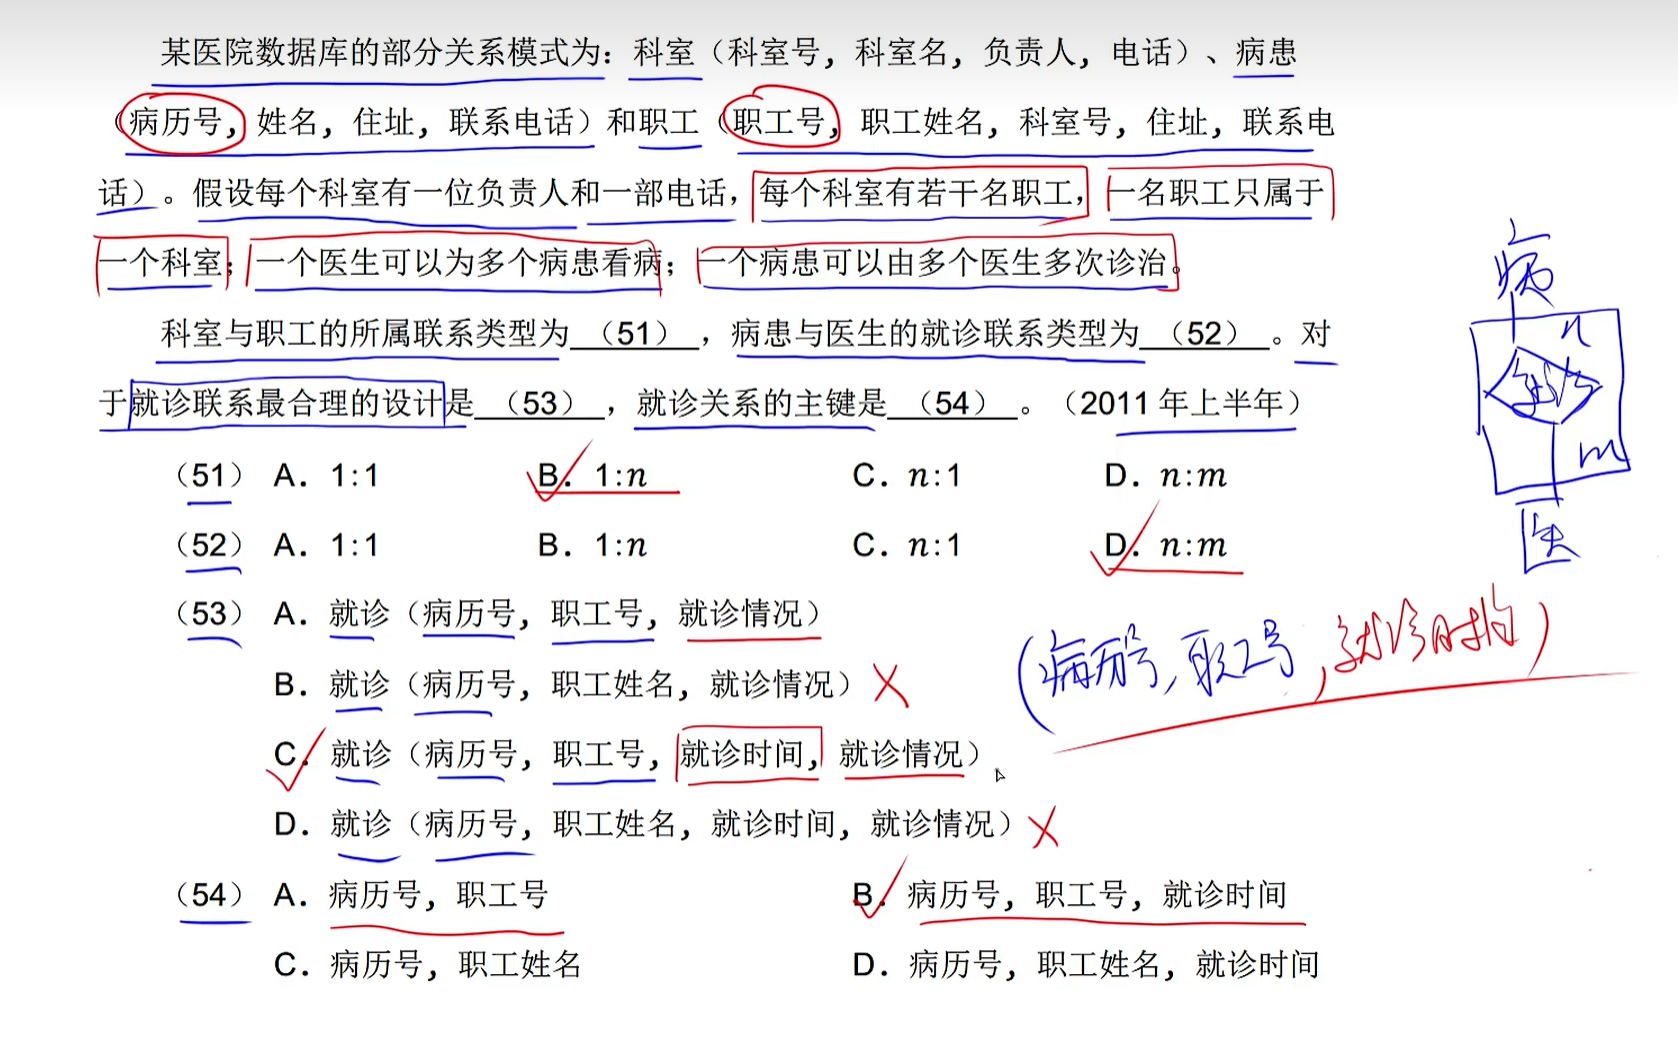 某医院数据库的部分关系模式为：科室（科室号，科室名，负责人，电话）、病患
（病历号，姓名，住址，联系电话）和职工（职工号，职工姓名，科室号，住址，联系电
话）。假设每个科室有一位负责人和一部电话，每个科室有若干名职工，一名职工只属于
一个科室；一个医生可以为多个病患看病；一个病患可以由多个医生多次诊治。
科室与职工的所属联系类型为（51），病患与医生的就诊联系类型为（52）。对
于就诊联系最合理的设计是（53），就诊关系的主键是（54）。（2011 年上半年）
（51） A. 1:1 B. 1:n C. n:1 D. n:m
（52） A. 1:1 B. 1:n C. n:1 D. n:m
（53） A. 就诊（病历号，职工号，就诊情况）
B. 就诊（病历号，职工姓名，就诊情况）
C. 就诊（病历号，职工号，就诊时间，就诊情况）
D. 就诊（病历号，职工姓名，就诊时间，就诊情况）
（54） A. 病历号，职工号 B. 病历号，职工号，就诊时间
C. 病历号，职工姓名 D. 病历号，职工姓名，就诊时间
病
n
就诊
m
医
（病历号，职工号，就诊时间）